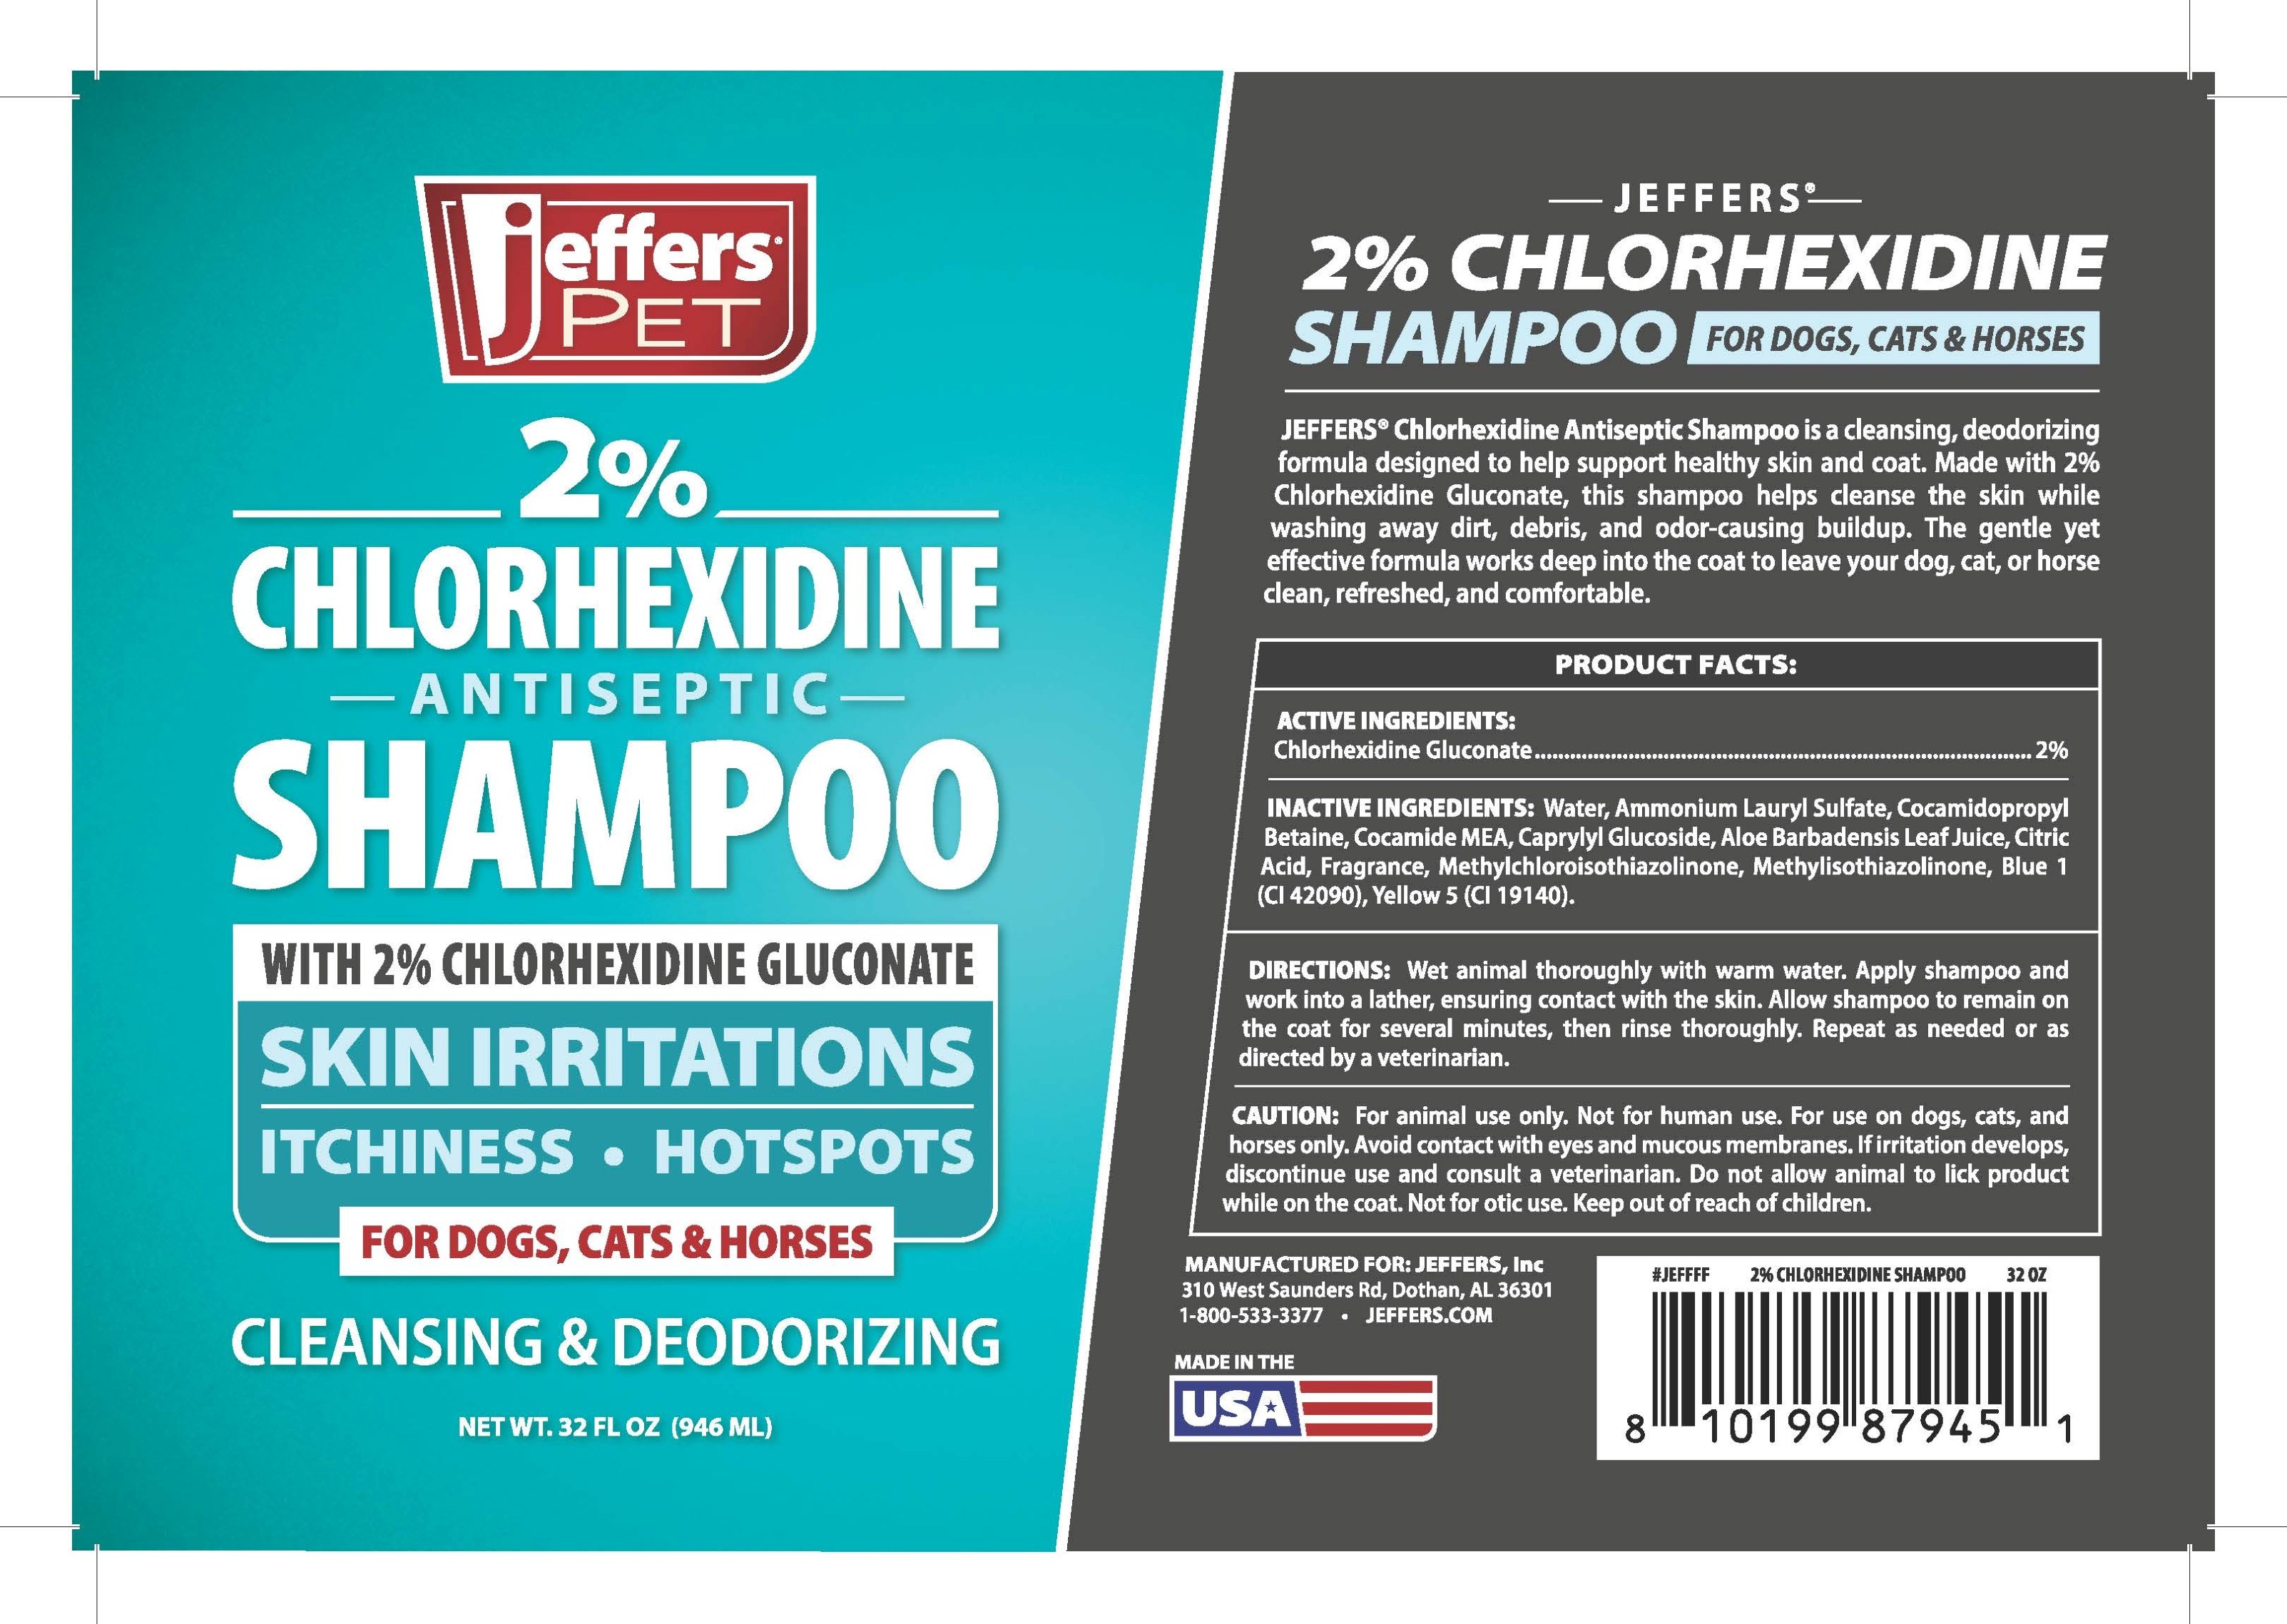 jeffers®
PET
2%
CHLORHEXIDINE
ANTISEPTIC
SHAMPOO
WITH 2% CHLORHEXIDINE GLUCONATE
SKIN IRRITATIONS
ITCHINESS • HOTSPOTS
FOR DOGS, CATS & HORSES
CLEANSING & DEODORIZING
NET WT. 32 FL OZ (946 ML)
JEFFERS®
2% CHLORHEXIDINE
SHAMPOO FOR DOGS, CATS & HORSES
JEFFERS® Chlorhexidine Antiseptic Shampoo is a cleansing, deodorizing
formula designed to help support healthy skin and coat. Made with 2%
Chlorhexidine Gluconate, this shampoo helps cleanse the skin while
washing away dirt, debris, and odor-causing buildup. The gentle yet
effective formula works deep into the coat to leave your dog, cat, or horse
clean, refreshed, and comfortable.
PRODUCT FACTS:
ACTIVE INGREDIENTS:
Chlorhexidine Gluconate........................................................................................ 2%
INACTIVE INGREDIENTS: Water, Ammonium Lauryl Sulfate, Cocamidopropyl
Betaine, Cocamide MEA, Caprylyl Glucoside, Aloe Barbadensis Leaf Juice, Citric
Acid, Fragrance, Methylchloroisothiazolinone, Methylisothiazolinone, Blue 1
(CI 42090), Yellow 5 (CI 19140).
DIRECTIONS: Wet animal thoroughly with warm water. Apply shampoo and
work into a lather, ensuring contact with the skin. Allow shampoo to remain on
the coat for several minutes, then rinse thoroughly. Repeat as needed or as
directed by a veterinarian.
CAUTION: For animal use only. Not for human use. For use on dogs, cats, and
horses only. Avoid contact with eyes and mucous membranes. If irritation develops,
discontinue use and consult a veterinarian. Do not allow animal to lick product
while on the coat. Not for otic use. Keep out of reach of children.
MANUFACTURED FOR: JEFFERS, Inc
310 West Saunders Rd, Dothan, AL 36301
1-800-533-3377 • JEFFERS.COM
MADE IN THE
USA
#JEFFFF 2% CHLORHEXIDINE SHAMPOO 32 OZ
8 10199 87945 1